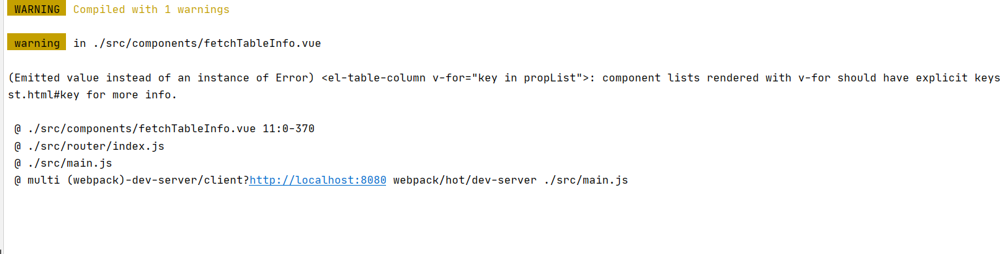 WARNING  Compiled with 1 warnings
warning  in ./src/components/fetchTableInfo.vue
(Emitted value instead of an instance of Error) <el-table-column v-for="key in propList">: component lists rendered with v-for should have explicit keys
st.html#key for more info.
@ ./src/components/fetchTableInfo.vue 11:0-370
@ ./src/router/index.js
@ ./src/main.js
@ multi (webpack)-dev-server/client?http://localhost:8080 webpack/hot/dev-server ./src/main.js